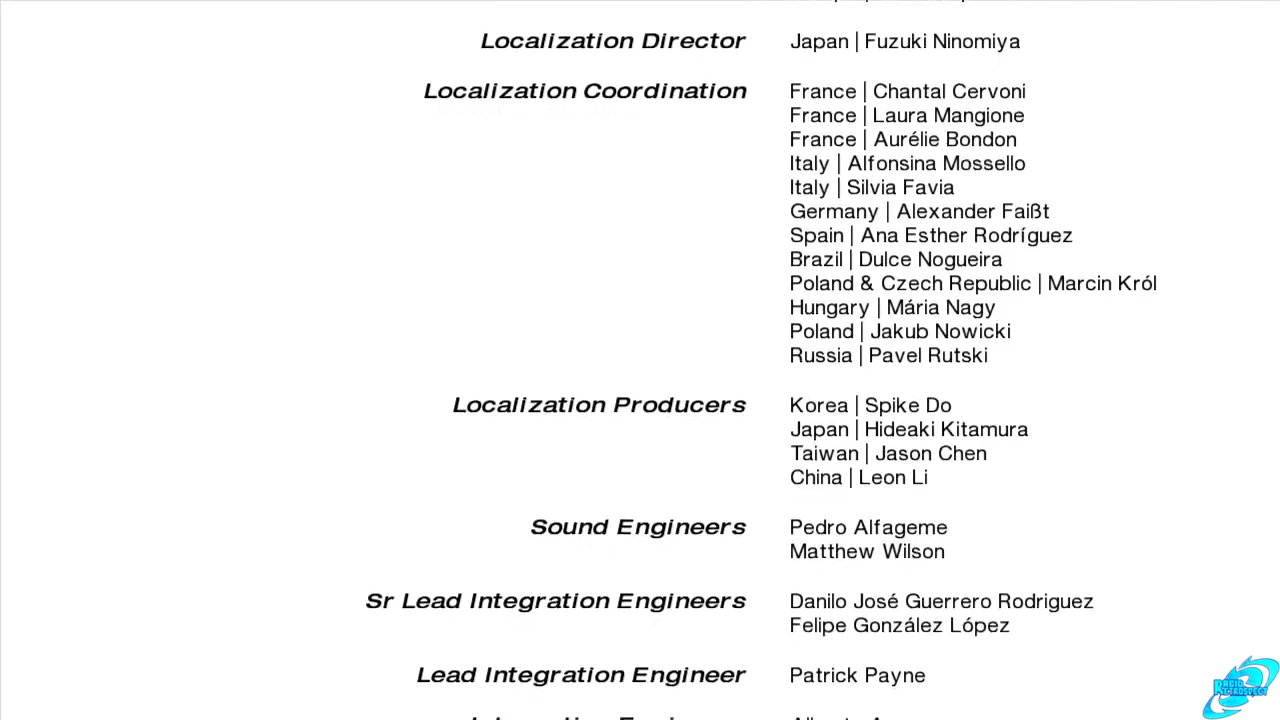 Localization Director Japan | Fuzuki Ninomiya
Localization Coordination France | Chantal Cervoni
France | Laura Mangione
France | Aurélie Bondon
Italy | Alfonsina Mossello
Italy | Silvia Favia
Germany | Alexander Faißt
Spain | Ana Esther Rodríguez
Brazil | Dulce Nogueira
Poland & Czech Republic | Marcin Król
Hungary | Mária Nagy
Poland | Jakub Nowicki
Russia | Pavel Rutski
Localization Producers Korea | Spike Do
Japan | Hideaki Kitamura
Taiwan | Jason Chen
China | Leon Li
Sound Engineers Pedro Alfageme
Matthew Wilson
Sr Lead Integration Engineers Danilo José Guerrero Rodriguez
Felipe González López
Lead Integration Engineer Patrick Payne